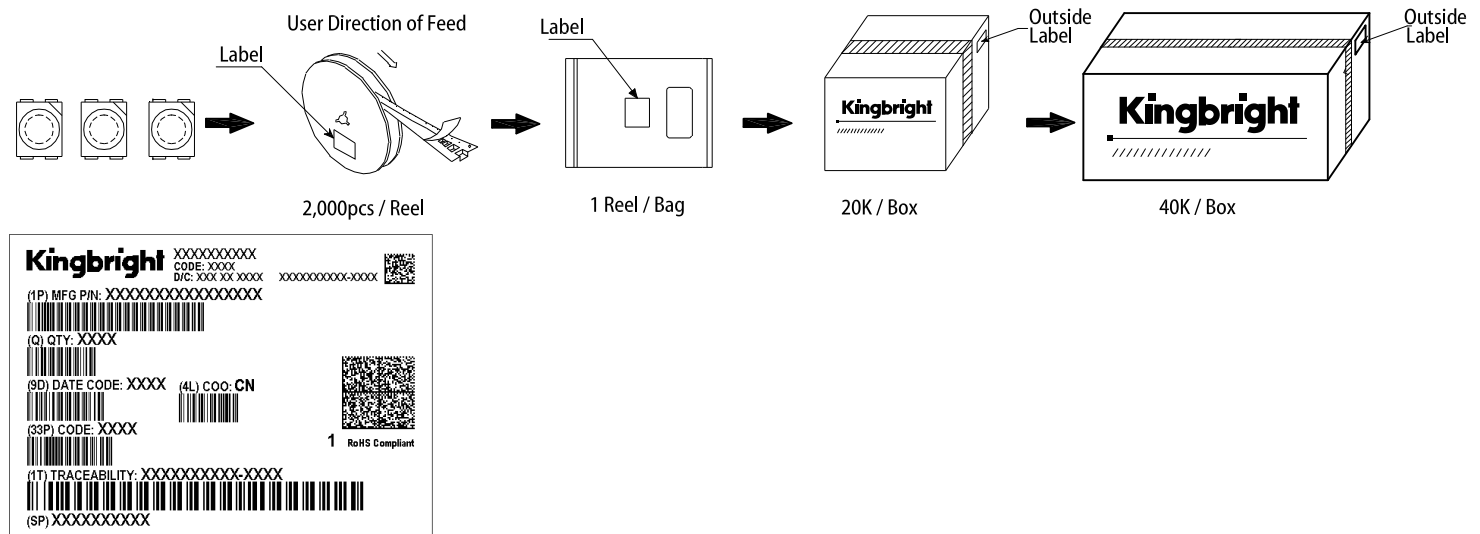 User Direction of Feed
Label
Label
Outside
Label
Outside
Label
Kingbright
Kingbright
2,000pcs / Reel
1 Reel / Bag
20K / Box
40K / Box
Kingbright XXXXXXXXXX
CODE: XXXX
D/C: XXX XX XXXX XXXXXXXXXX-XXXX
(1P) MFG P/N: XXXXXXXXXXXXXXXX
(Q) QTY: XXXX
(9D) DATE CODE: XXXX (4L) COO: CN
(33P) CODE: XXXX
1 RoHS Compliant
(1T) TRACEABILITY: XXXXXXXXXX-XXXX
(SP) XXXXXXXXXX